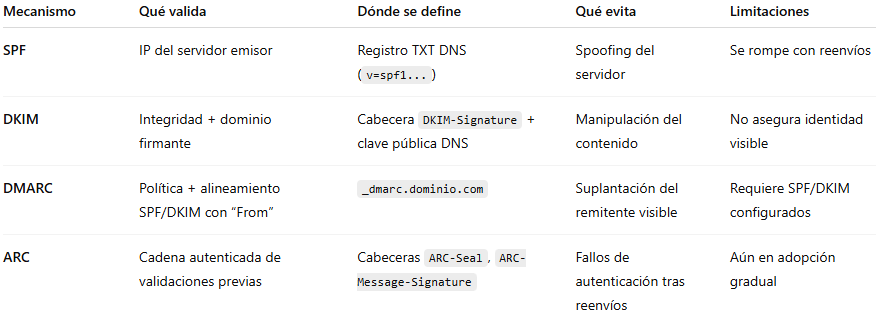 Mecanismo Qué valida Dónde se define Qué evita Limitaciones
SPF IP del servidor emisor Registro TXT DNS Spoofing del Se rompe con reenvíos
( v=spf1... ) servidor
DKIM Integridad + dominio Cabecera DKIM-Signature + Manipulación del No asegura identidad
firmante clave pública DNS contenido visible
DMARC Política + alineamiento _dmarc.dominio.com Suplantación del Requiere SPF/DKIM
SPF/DKIM con “From” remitente visible configurados
ARC Cadena autenticada de Cabeceras ARC-Seal , ARC- Fallos de Aún en adopción
validaciones previas Message-Signature autenticación tras gradual
reenvíos